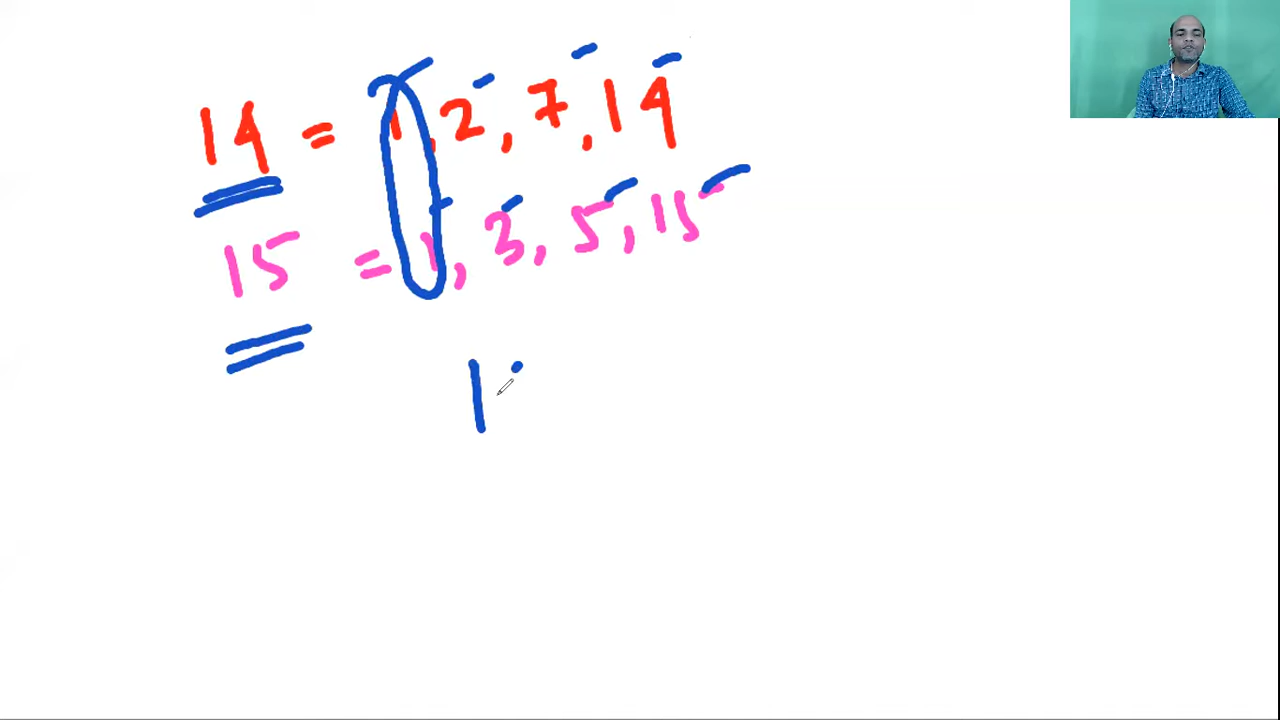 14 = 1, 2, 7, 14
15 = 1, 3, 5, 15
1